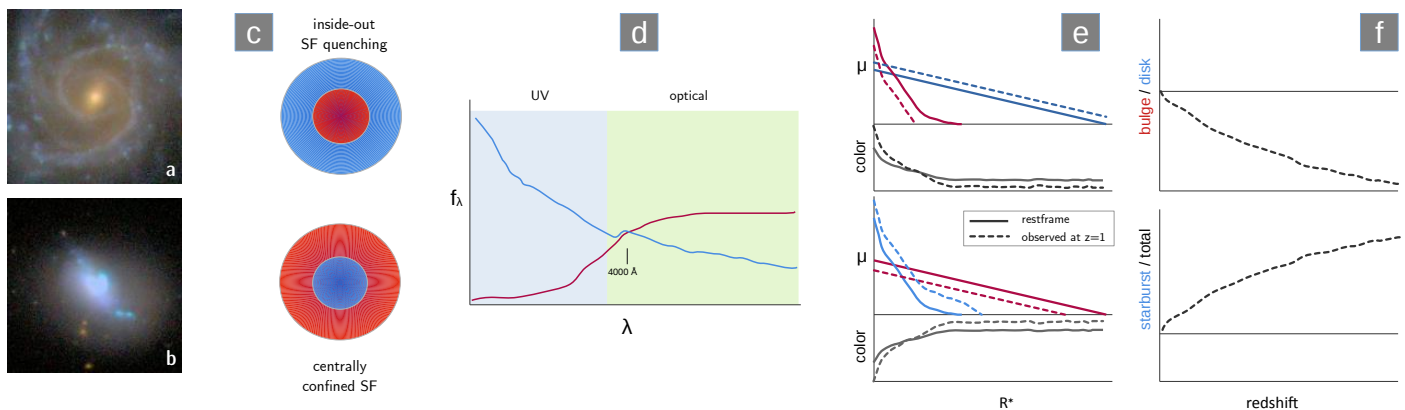 a
b
c
inside-out
SF quenching
centrally
confined SF
d
UV
optical
fλ
4000 Å
λ
e
μ
color
restframe
observed at z=1
μ
color
R*
f
bulge / disk
starburst / total
redshift